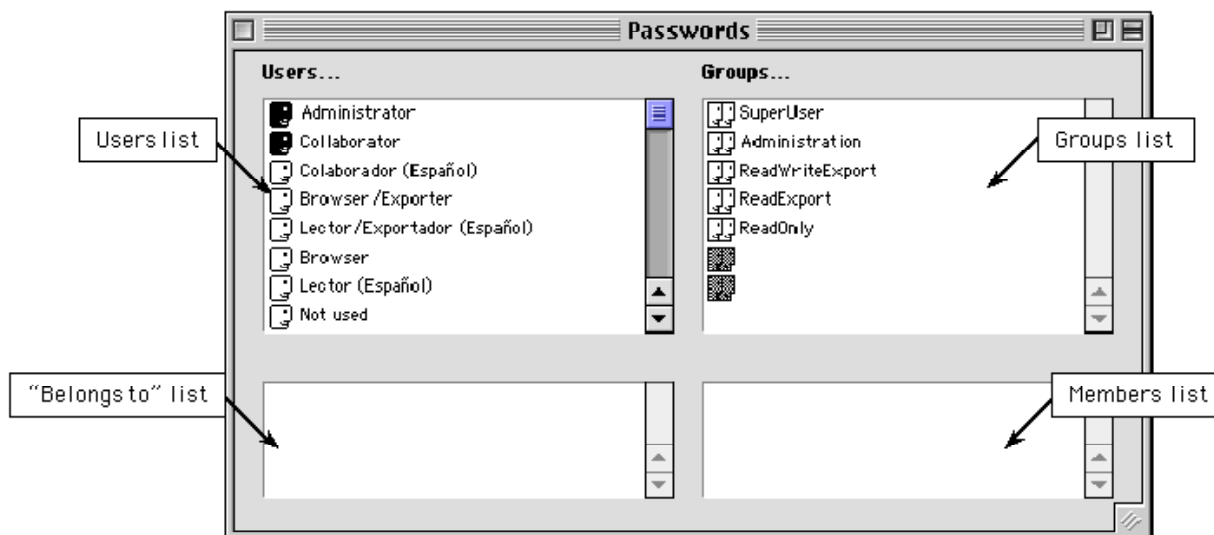 Passwords
Users...
Groups...
Administrator
Collaborator
Colaborador (Español)
Browser/Exporter
Lector/Exportador (Español)
Browser
Lector (Español)
Not used
SuperUser
Administration
ReadWriteExport
ReadExport
ReadOnly
Users list
Groups list
“Belongs to” list
Members list